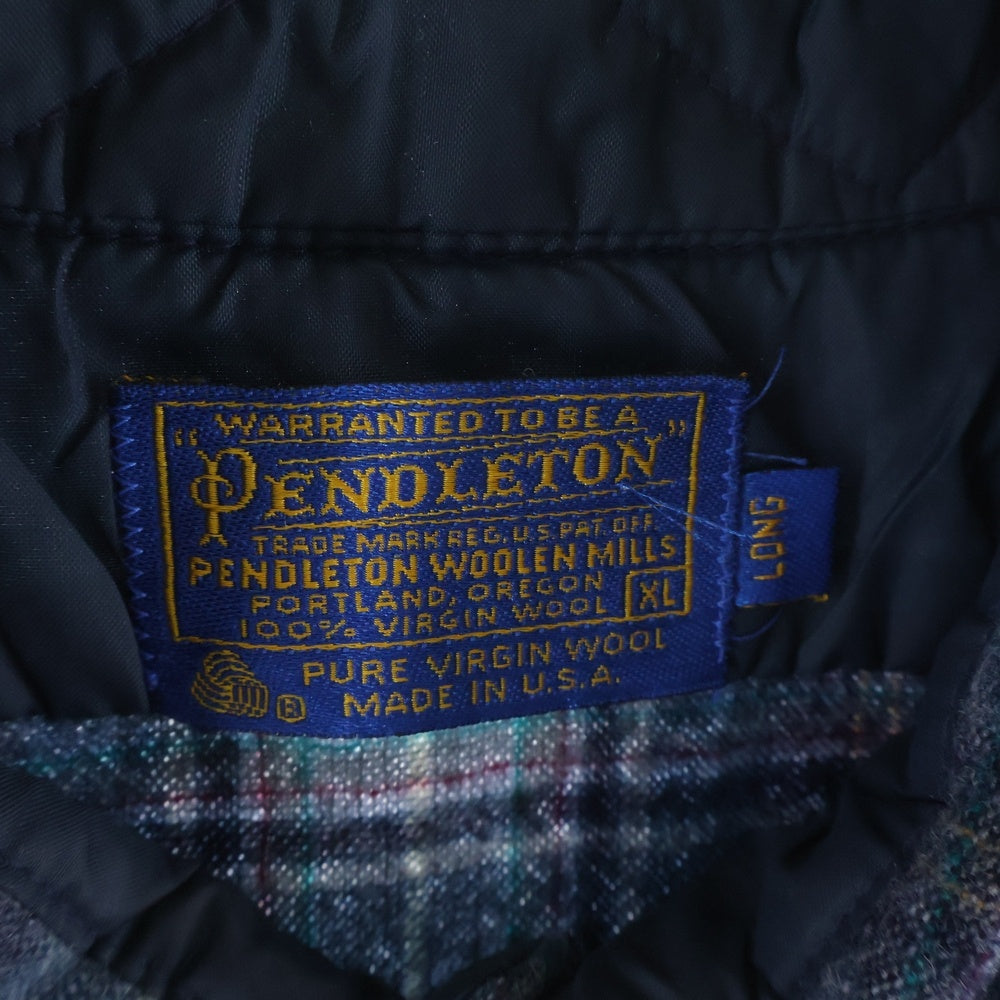 WARRANTED TO BE A
"PENDLETON"
TRADE MARK REG. U.S. PAT. OFF.
PENDLETON WOOLEN MILLS
PORTLAND, OREGON
100% VIRGIN WOOL XL
PURE VIRGIN WOOL
® MADE IN U.S.A.
LONG